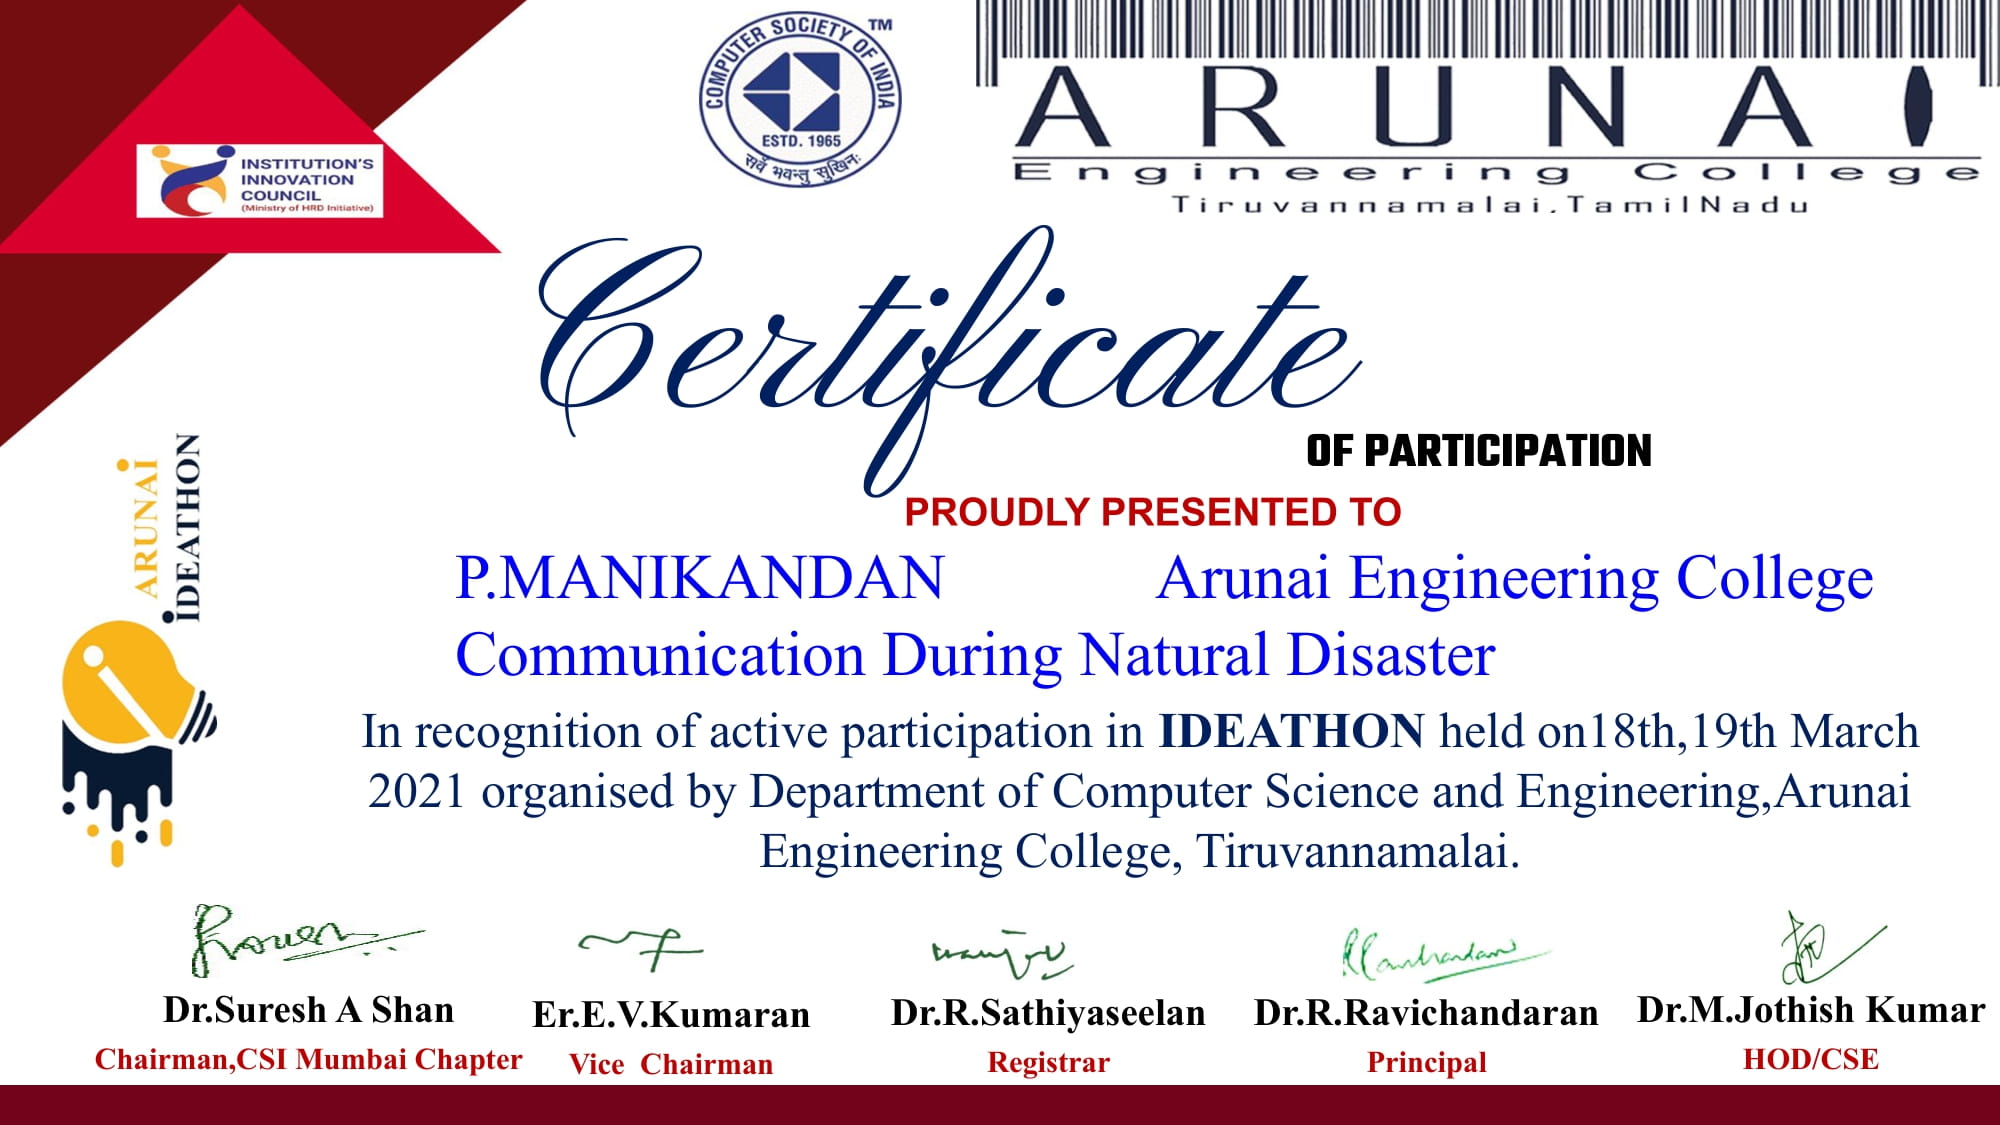 INSTITUTION'S
INNOVATION
COUNCIL
(Ministry of HRD Initiative)
COMPUTER SOCIETY OF INDIA
TM
ESTD. 1965
सर्वे भवन्तु सुखिनः
ARUNAI
Engineering College
Tiruvannamalai,TamilNadu
Certificate
OF PARTICIPATION
PROUDLY PRESENTED TO
ARUNAi
iDEATHON
P.MANIKANDAN Arunai Engineering College
Communication During Natural Disaster
In recognition of active participation in IDEATHON held on18th,19th March
2021 organised by Department of Computer Science and Engineering,Arunai
Engineering College, Tiruvannamalai.
Dr.Suresh A Shan
Chairman,CSI Mumbai Chapter
Er.E.V.Kumaran
Vice Chairman
Dr.R.Sathiyaseelan
Registrar
Dr.R.Ravichandaran
Principal
Dr.M.Jothish Kumar
HOD/CSE